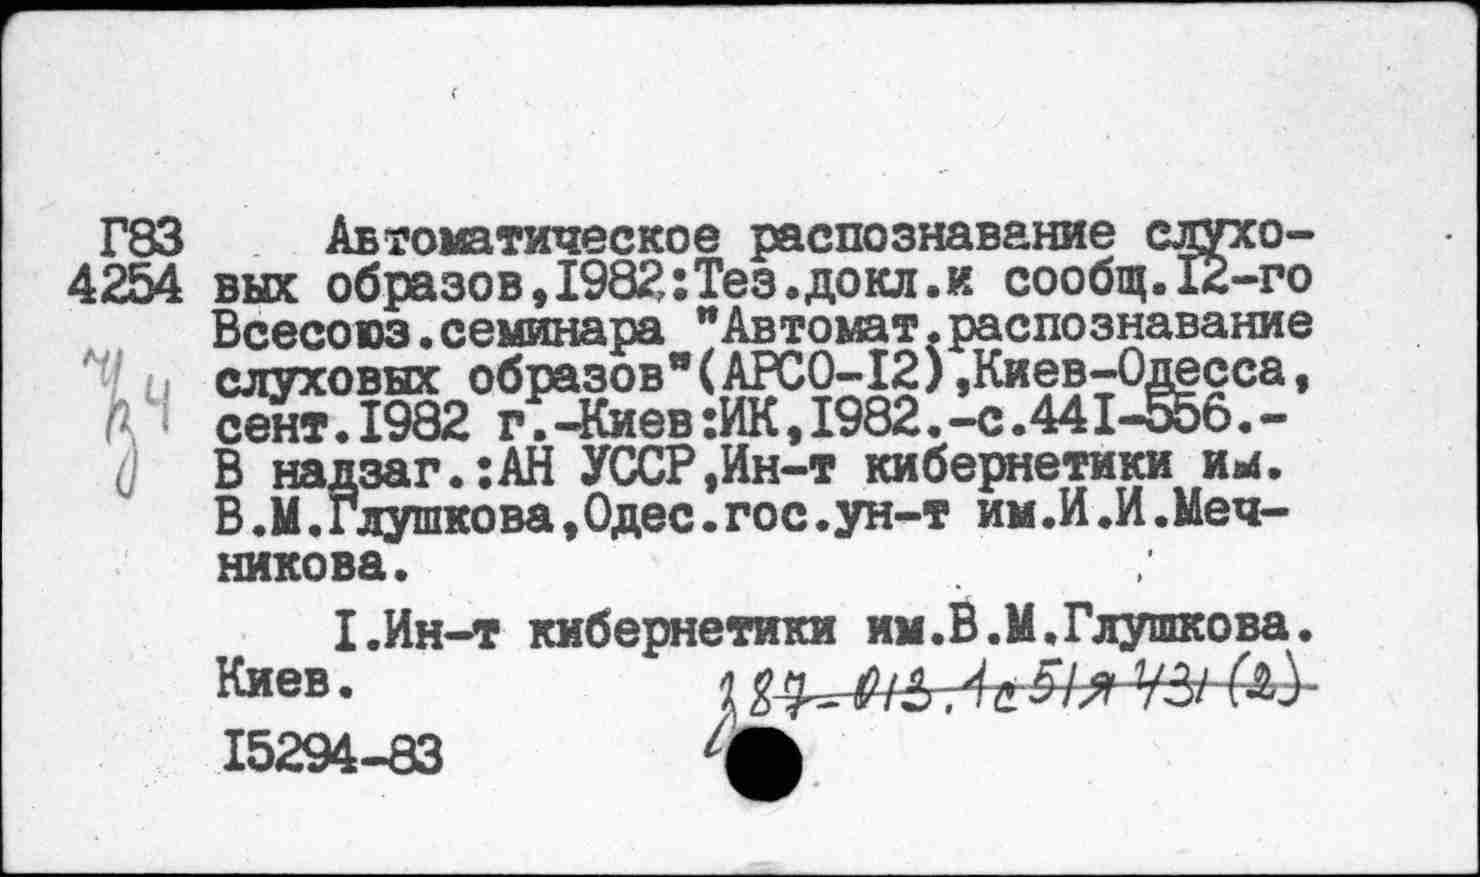 Г83 Автоматическое распознавание слухо-
4254 вых образов,1982:Тез.докл.и сообщ.12-го
Всесоюз.семинара "Автомат.распознавание
слуховых образов"(АРСО-12),Киев-Одесса,
сент.1982 г.-Киев:ИК,1982.-с.441-556.-
В надзаг.:АН УССР,Ин-т кибернетики им.
В.М.Глушкова,Одес.гос.ун-т им.И.И.Меч-
никова.
I.Ин-т кибернетики им.В.М.Глушкова.
Киев.
15294-83